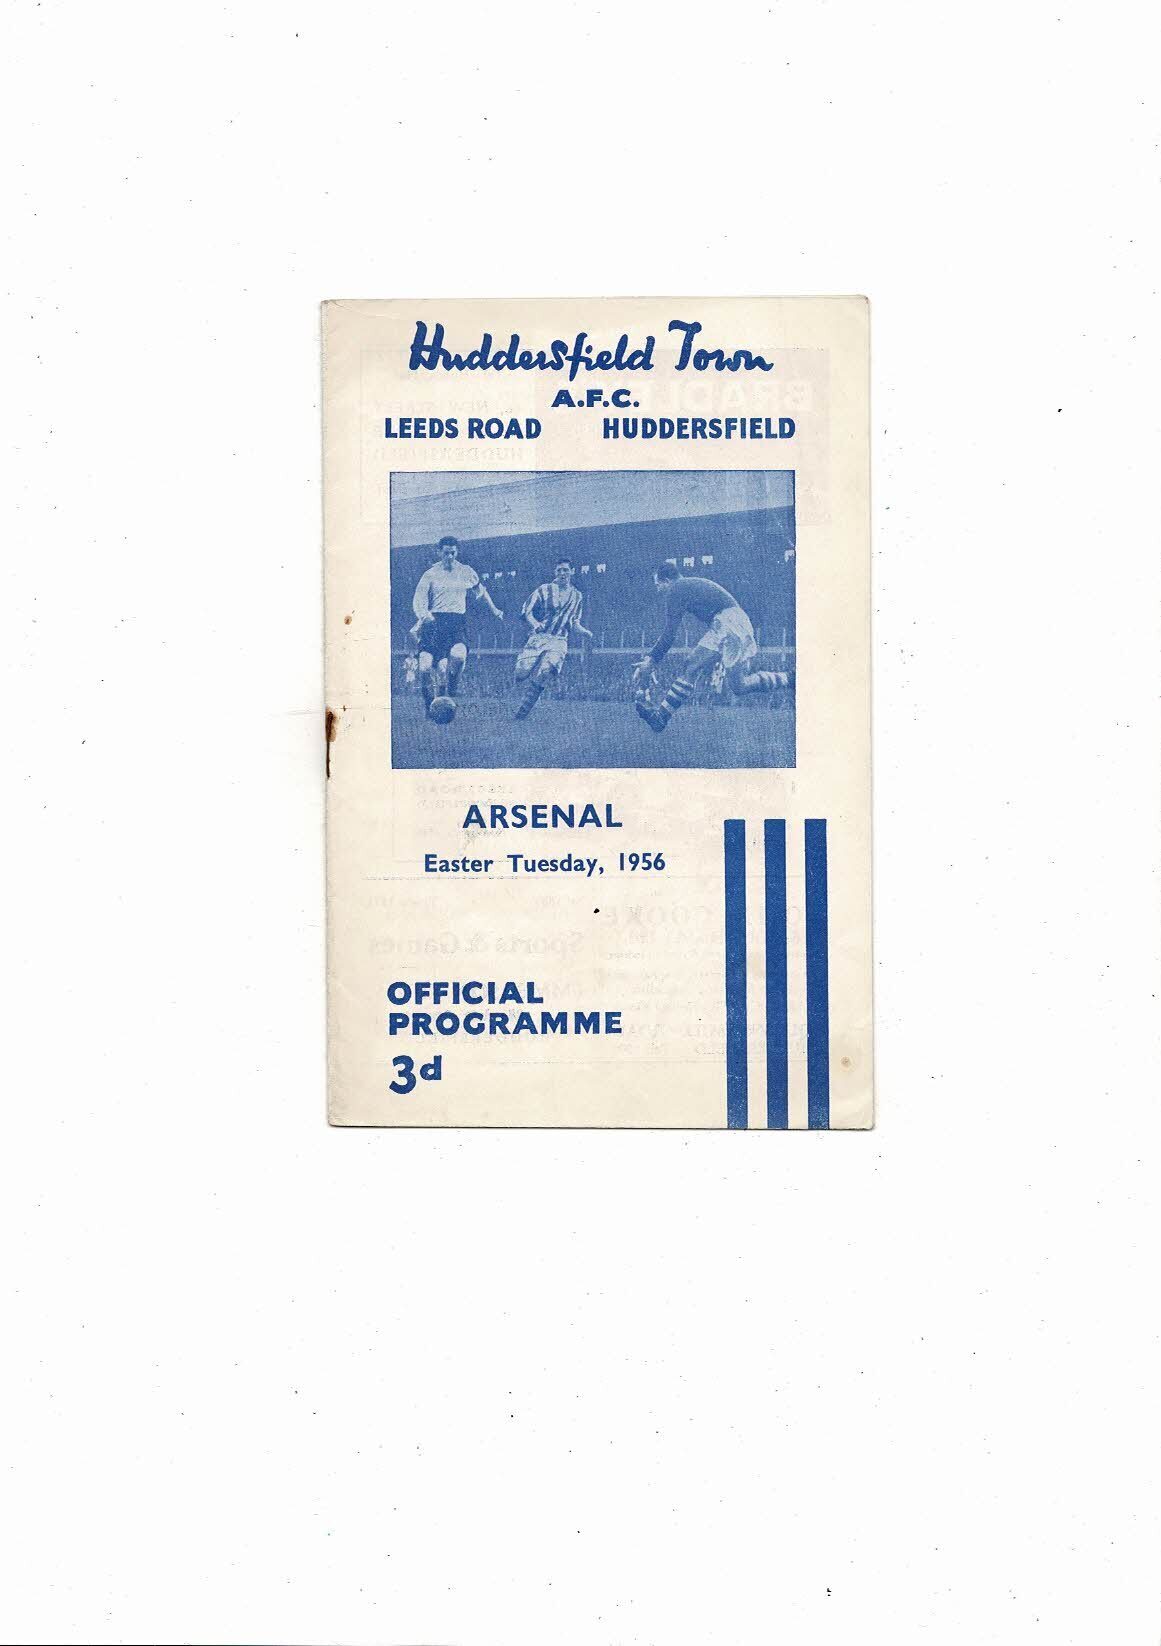 Huddersfield Town
A.F.C.
LEEDS ROAD HUDDERSFIELD
ARSENAL
Easter Tuesday, 1956
OFFICIAL
PROGRAMME
3d